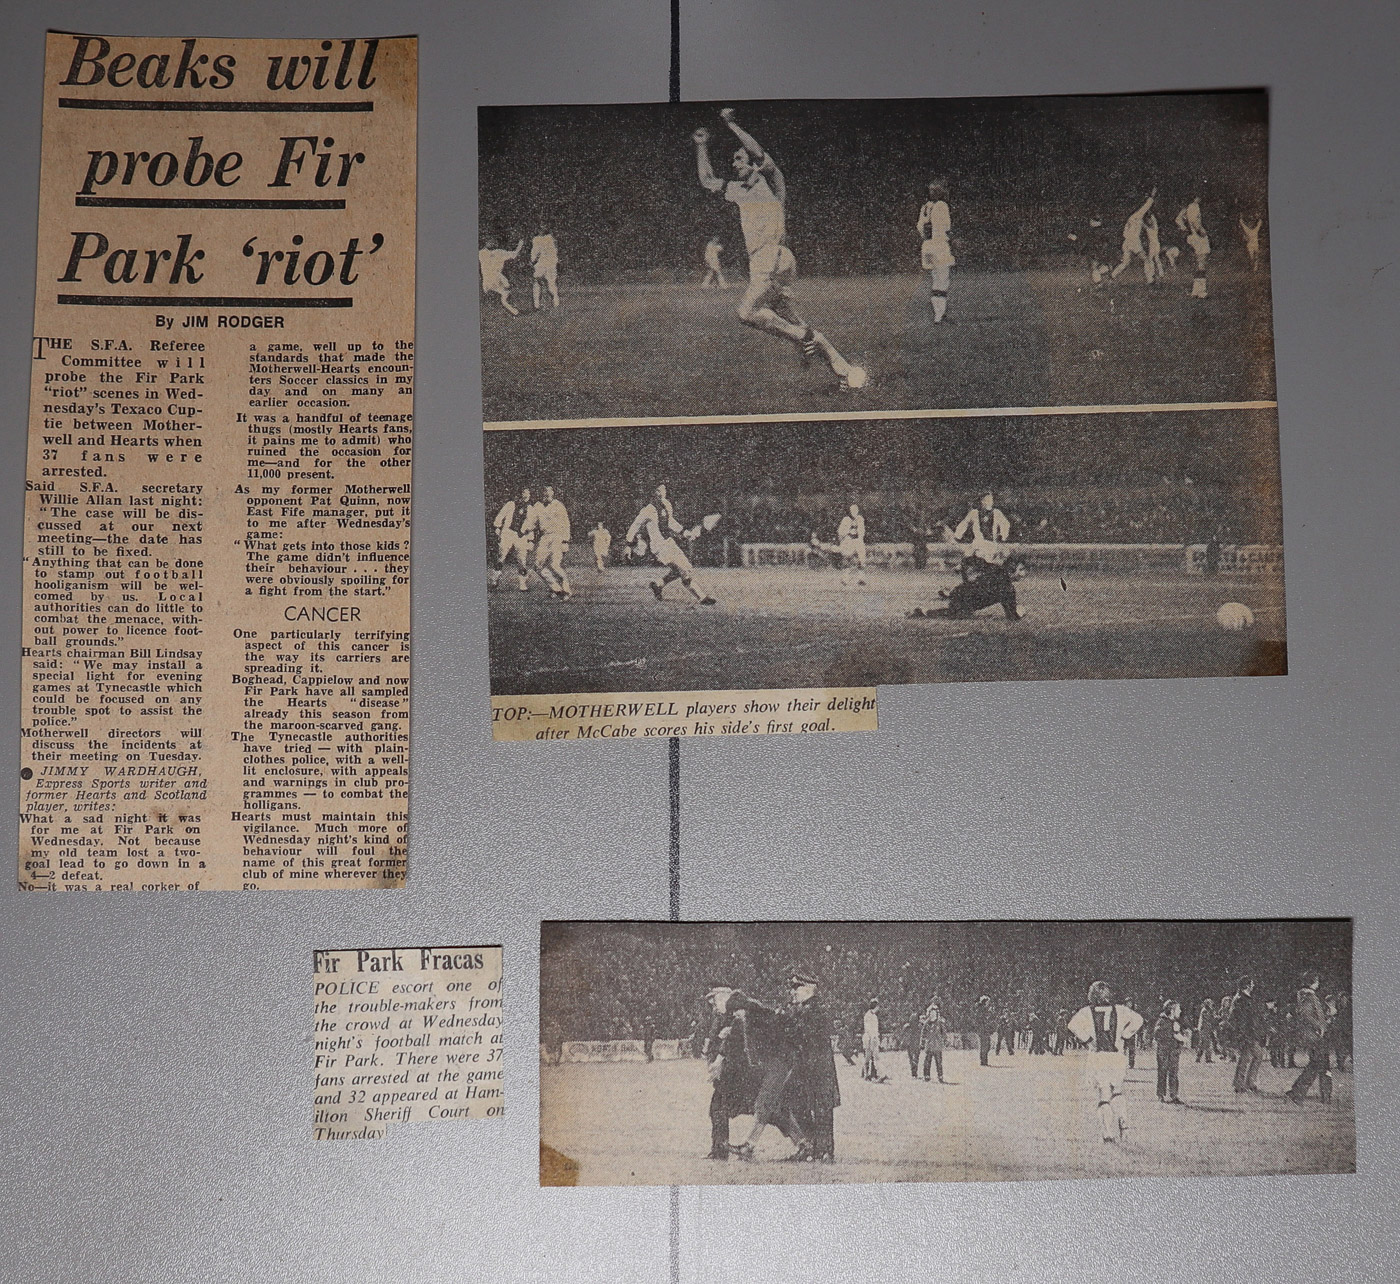 Beaks will
probe Fir
Park ‘riot’
By JIM RODGER
THE S.F.A. Referee
Committee will
probe the Fir Park
“riot” scenes in Wed-
nesday's Texaco Cup-
tie between Mother-
well and Hearts when
37 fans were
arrested.
Said S.F.A. secretary
Willie Allan last night:
“The case will be dis-
cussed at our next
meeting—the date has
still to be fixed.
“Anything that can be done
to stamp out football
hooliganism will be wel-
comed by us. Local
authorities can do little to
combat the menace, with-
out power to licence foot-
ball grounds.”
Hearts chairman Bill Lindsay
said: “We may install a
special light for evening
games at Tynecastle which
could be focused on any
trouble spot to assist the
police.”
Motherwell directors will
discuss the incidents at
their meeting on Tuesday.
● JIMMY WARDHAUGH,
Express Sports writer and
former Hearts and Scotland
player, writes:
What a sad night it was
for me at Fir Park on
Wednesday. Not because
my old team lost a two-
goal lead to go down in a
4—2 defeat.
No—it was a real corker of
a game, well up to the
standards that made the
Motherwell-Hearts encoun-
ters Soccer classics in my
day and on many an
earlier occasion.
It was a handful of teenage
thugs (mostly Hearts fans,
it pains me to admit) who
ruined the occasion for
me—and for the other
11,000 present.
As my former Motherwell
opponent Pat Quinn, now
East Fife manager, put it
to me after Wednesday's
game:
“What gets into those kids?
The game didn't influence
their behaviour . . . they
were obviously spoiling for
a fight from the start.”
CANCER
One particularly terrifying
aspect of this cancer is
the way its carriers are
spreading it.
Boghead, Cappielow and now
Fir Park have all sampled
the Hearts “disease”
already this season from
the maroon-scarved gang.
The Tynecastle authorities
have tried — with plain-
clothes police, with a well-
lit enclosure, with appeals
and warnings in club pro-
grammes — to combat the
holligans.
Hearts must maintain this
vigilance. Much more of
Wednesday night's kind of
behaviour will foul the
name of this great former
club of mine wherever they
go.
TOP:—MOTHERWELL players show their delight
after McCabe scores his side's first goal.
Fir Park Fracas
POLICE escort one of
the trouble-makers from
the crowd at Wednesday
night's football match at
Fir Park. There were 37
fans arrested at the game
and 32 appeared at Ham-
ilton Sheriff Court on
Thursday
7